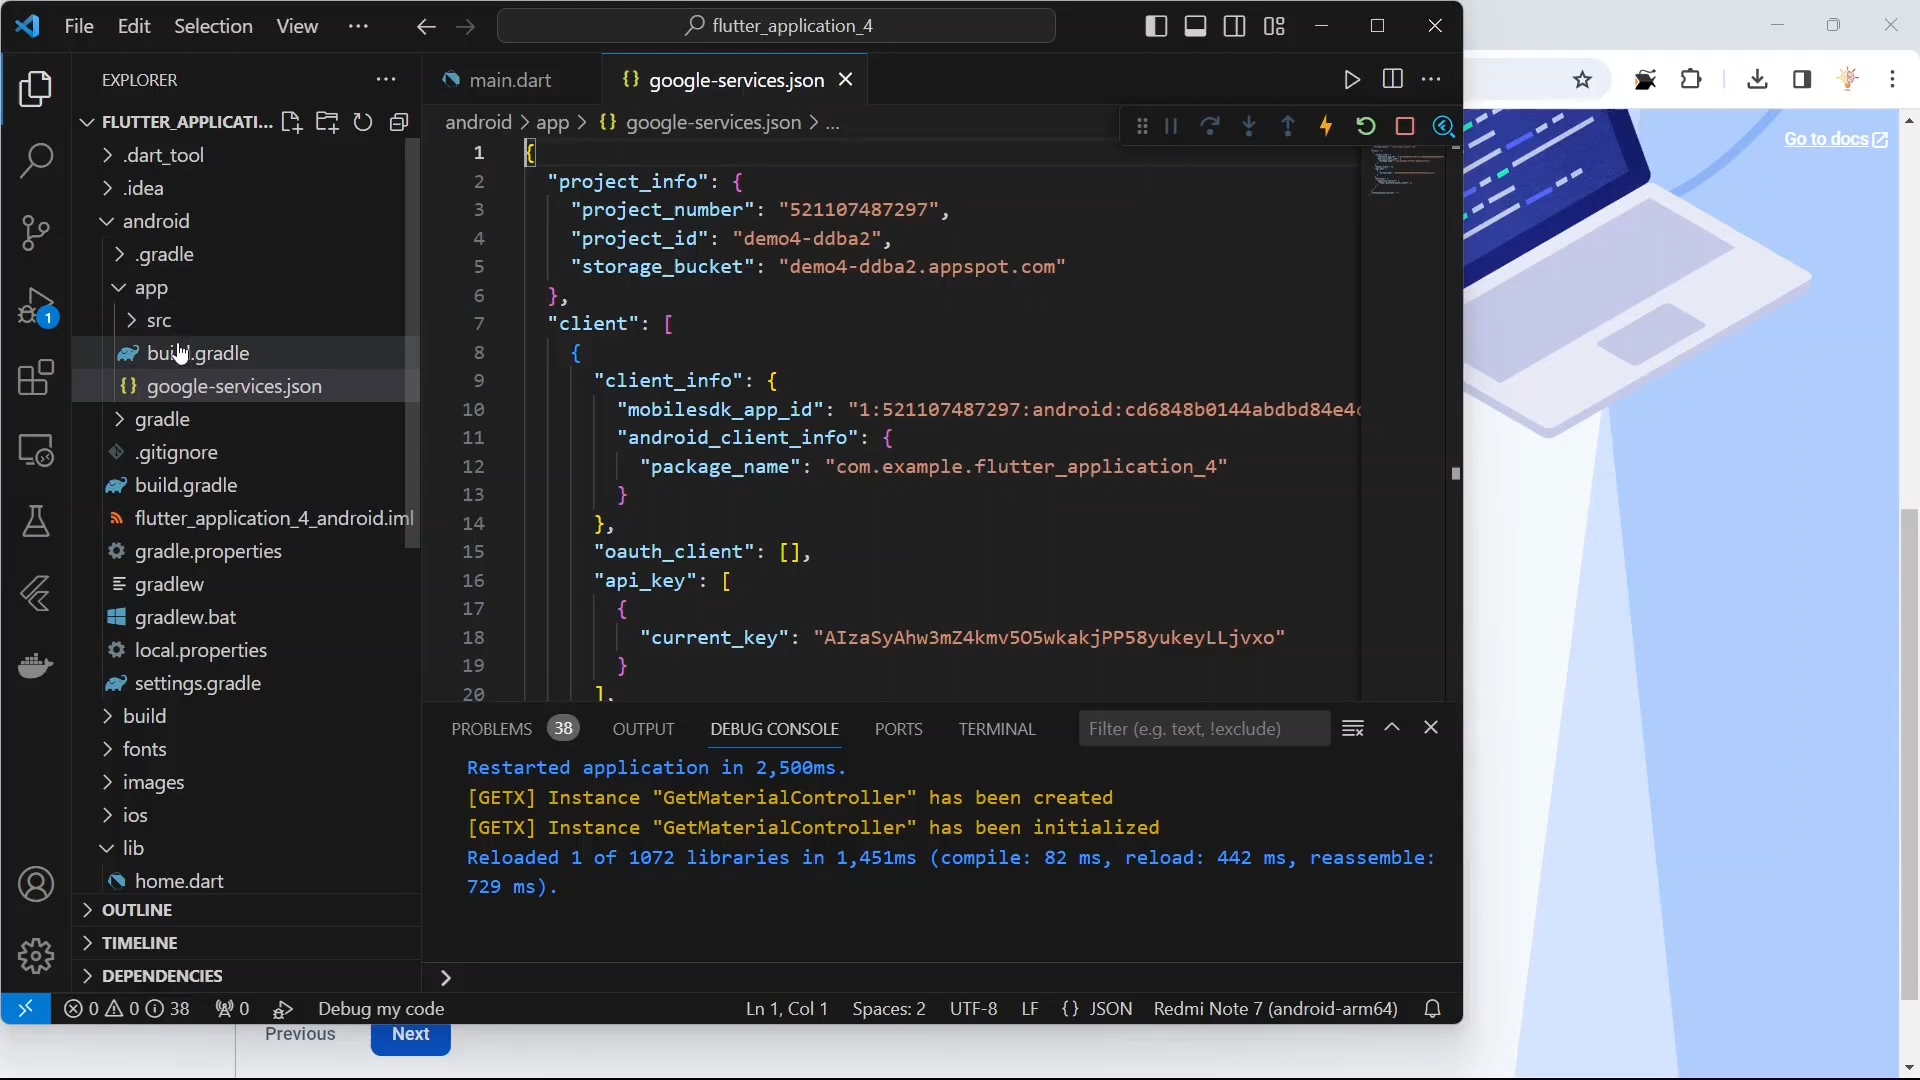 File Edit Selection View ··· flutter_application_4
EXPLORER ···
main.dart
{} google-services.json
Go to docs
FLUTTER_APPLICATI...
android > app > {} google-services.json > ...
.dart_tool
.idea
android
.gradle
app
src
build.gradle
{} google-services.json
gradle
.gitignore
build.gradle
flutter_application_4_android.iml
gradle.properties
gradlew
gradlew.bat
local.properties
settings.gradle
build
fonts
images
ios
lib
home.dart
OUTLINE
TIMELINE
DEPENDENCIES
1 {
2 "project_info": {
3 "project_number": "521107487297",
4 "project_id": "demo4-ddba2",
5 "storage_bucket": "demo4-ddba2.appspot.com"
6 },
7 "client": [
8 {
9 "client_info": {
10 "mobilesdk_app_id": "1:521107487297:android:cd6848b0144abdbd84e4
11 "android_client_info": {
12 "package_name": "com.example.flutter_application_4"
13 }
14 },
15 "oauth_client": [],
16 "api_key": [
17 {
18 "current_key": "AIzaSyAhw3mZ4kmv5O5wkakjPP58yukeyLLjvxo"
19 }
20 ],
PROBLEMS 38 OUTPUT DEBUG CONSOLE PORTS TERMINAL Filter (e.g. text, !exclude)
Restarted application in 2,500ms.
[GETX] Instance "GetMaterialController" has been created
[GETX] Instance "GetMaterialController" has been initialized
Reloaded 1 of 1072 libraries in 1,451ms (compile: 82 ms, reload: 442 ms, reassemble:
729 ms).
1
0 0 38 0 Debug my code Ln 1, Col 1 Spaces: 2 UTF-8 LF {} JSON Redmi Note 7 (android-arm64)
Previous Next